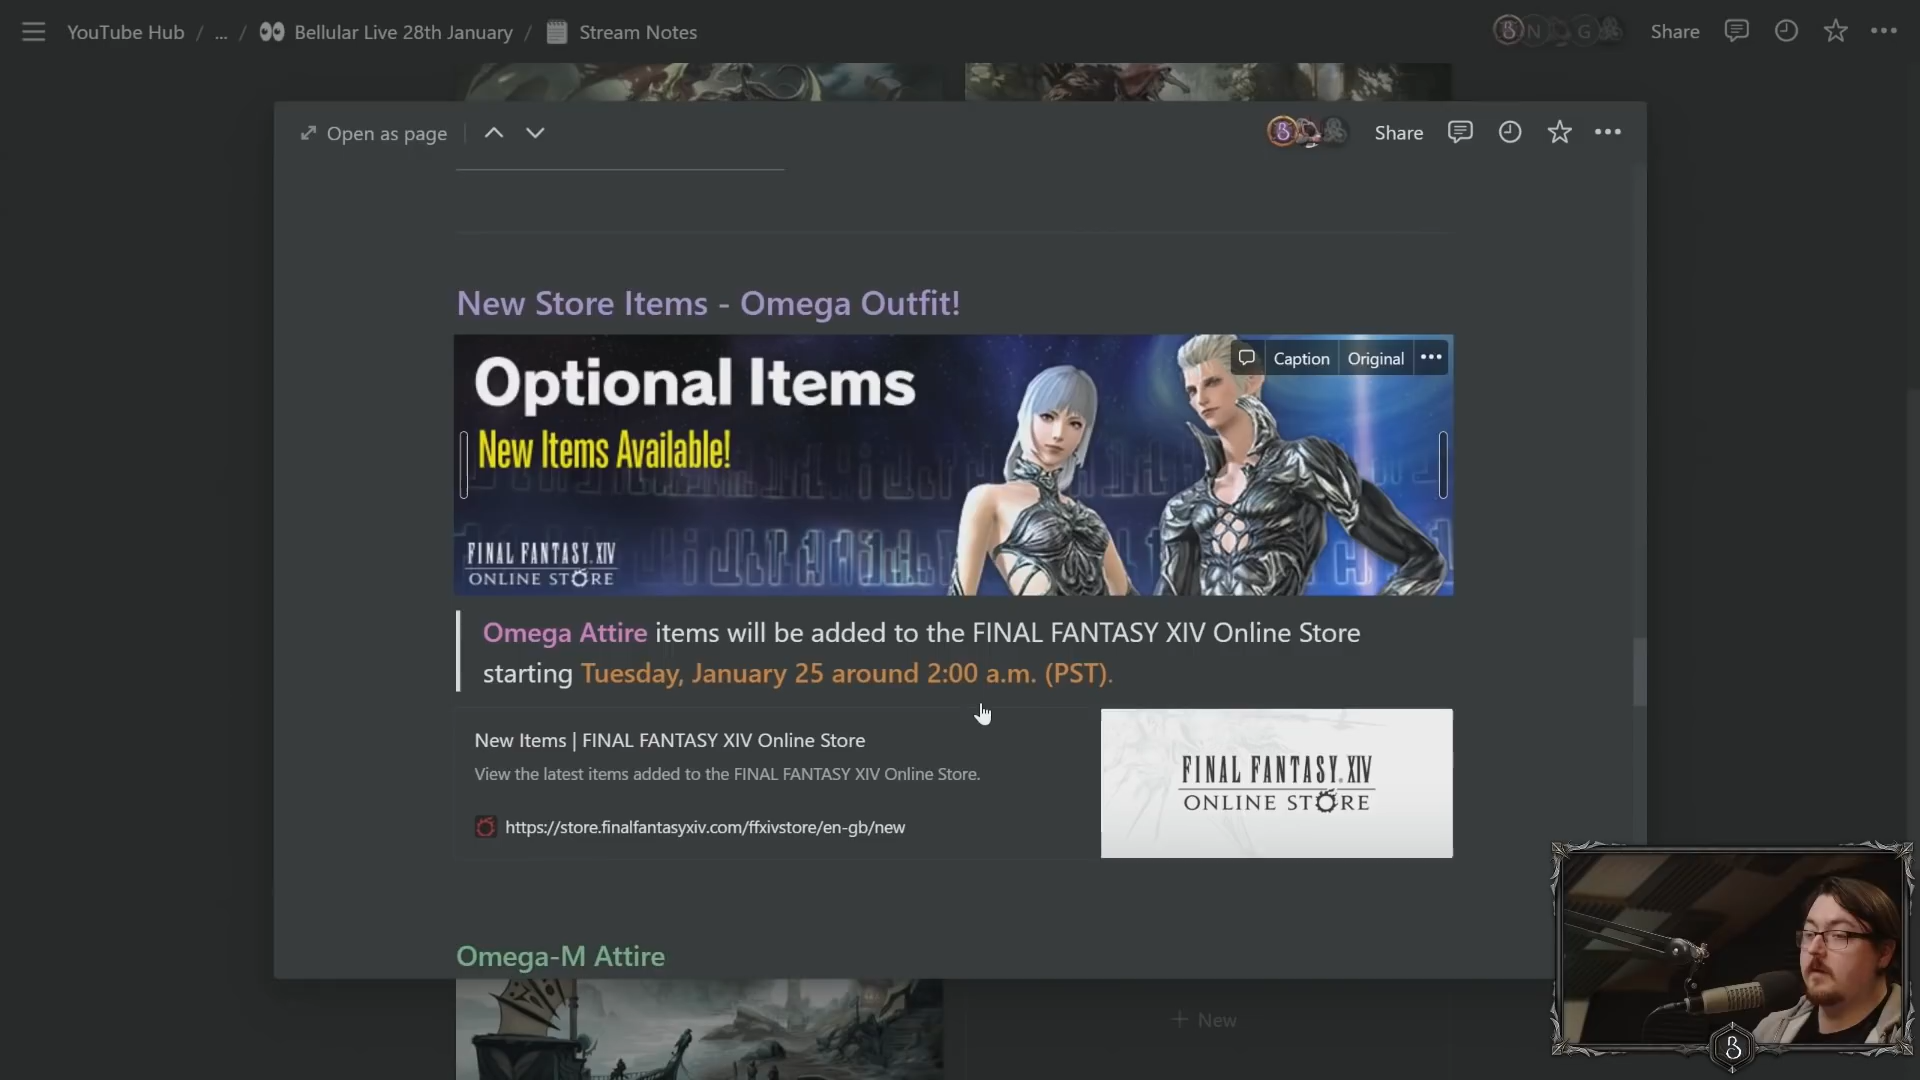 YouTube Hub / ... / Bellular Live 28th January / Stream Notes
N G Share
Open as page
Share
New Store Items - Omega Outfit!
Optional Items
New Items Available!
Caption Original
FINAL FANTASY XIV
ONLINE STORE
Omega Attire items will be added to the FINAL FANTASY XIV Online Store
starting Tuesday, January 25 around 2:00 a.m. (PST).
New Items | FINAL FANTASY XIV Online Store
View the latest items added to the FINAL FANTASY XIV Online Store.
https://store.finalfantasyxiv.com/ffxivstore/en-gb/new
FINAL FANTASY XIV
ONLINE STORE
Omega-M Attire
+ New
B